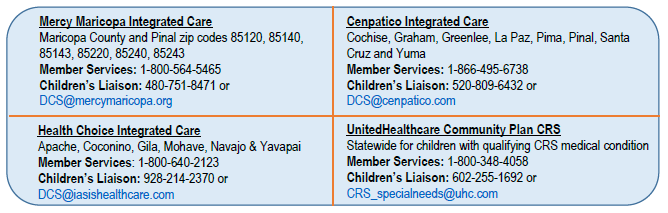 Mercy Maricopa Integrated Care
Maricopa County and Pinal zip codes 85120, 85140,
85143, 85220, 85240, 85243
Member Services: 1-800-564-5465
Children's Liaison: 480-751-8471 or
DCS@mercymaricopa.org
Cenpatico Integrated Care
Cochise, Graham, Greenlee, La Paz, Pima, Pinal, Santa
Cruz and Yuma
Member Services: 1-866-495-6738
Children's Liaison: 520-809-6432 or
DCS@cenpatico.com
Health Choice Integrated Care
Apache, Coconino, Gila, Mohave, Navajo & Yavapai
Member Services: 1-800-640-2123
Children's Liaison: 928-214-2370 or
DCS@iasishealthcare.com
UnitedHealthcare Community Plan CRS
Statewide for children with qualifying CRS medical condition
Member Services: 1-800-348-4058
Children's Liaison: 602-255-1692 or
CRS_specialneeds@uhc.com